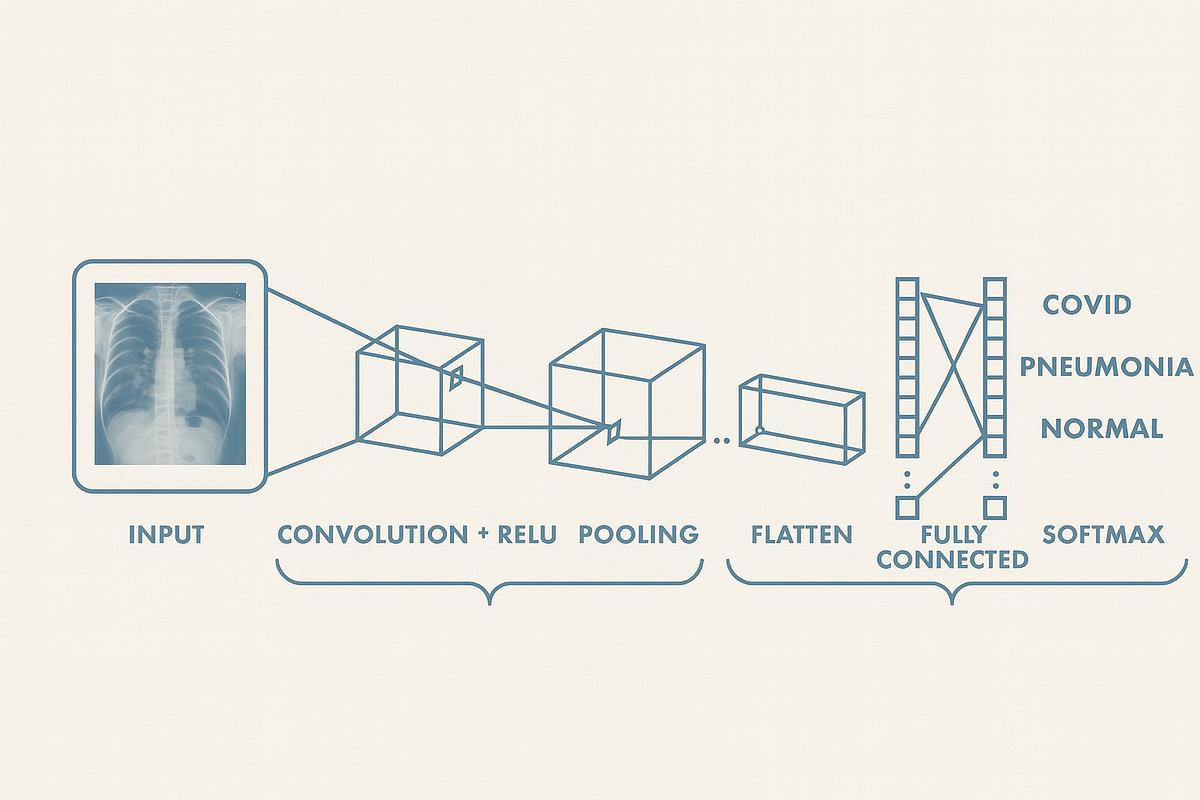 COVID
PNEUMONIA
NORMAL
INPUT
CONVOLUTION + RELU
POOLING
FLATTEN
FULLY
CONNECTED
SOFTMAX